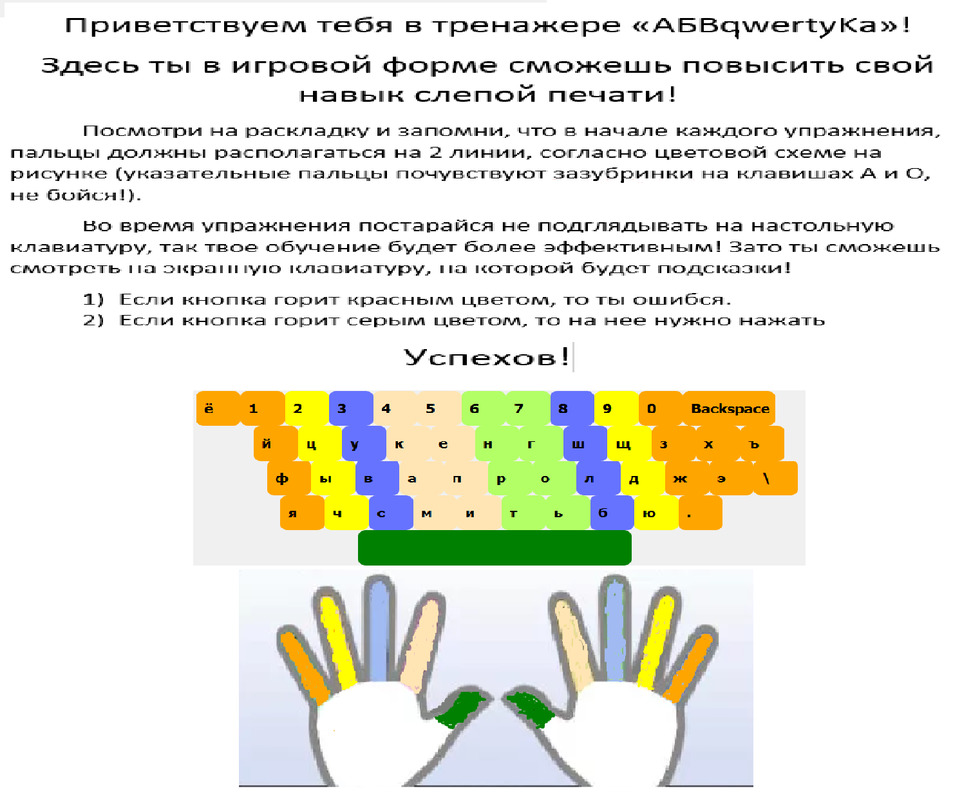 Приветствуем тебя в тренажере «АБВqwertyКа»!
Здесь ты в игровой форме сможешь повысить свой
навык слепой печати!
Посмотри на раскладку и запомни, что в начале каждого упражнения,
пальцы должны располагаться на 2 линии, согласно цветовой схеме на
рисунке (указательные пальцы почувствуют зазубринки на клавишах А и О,
не бойся!).
Во время упражнения постарайся не подглядывать на настольную
клавиатуру, так твое обучение будет более эффективным! Зато ты сможешь
смотреть на экранную клавиатуру, на которой будет подсказки!
1) Если кнопка горит красным цветом, то ты ошибся.
2) Если кнопка горит серым цветом, то на нее нужно нажать
Успехов!
ё 1 2 3 4 5 6 7 8 9 0 Backspace
й ц у к е н г ш щ з х ъ
ф ы в а п р о л д ж э \
я ч с м и т ь б ю .